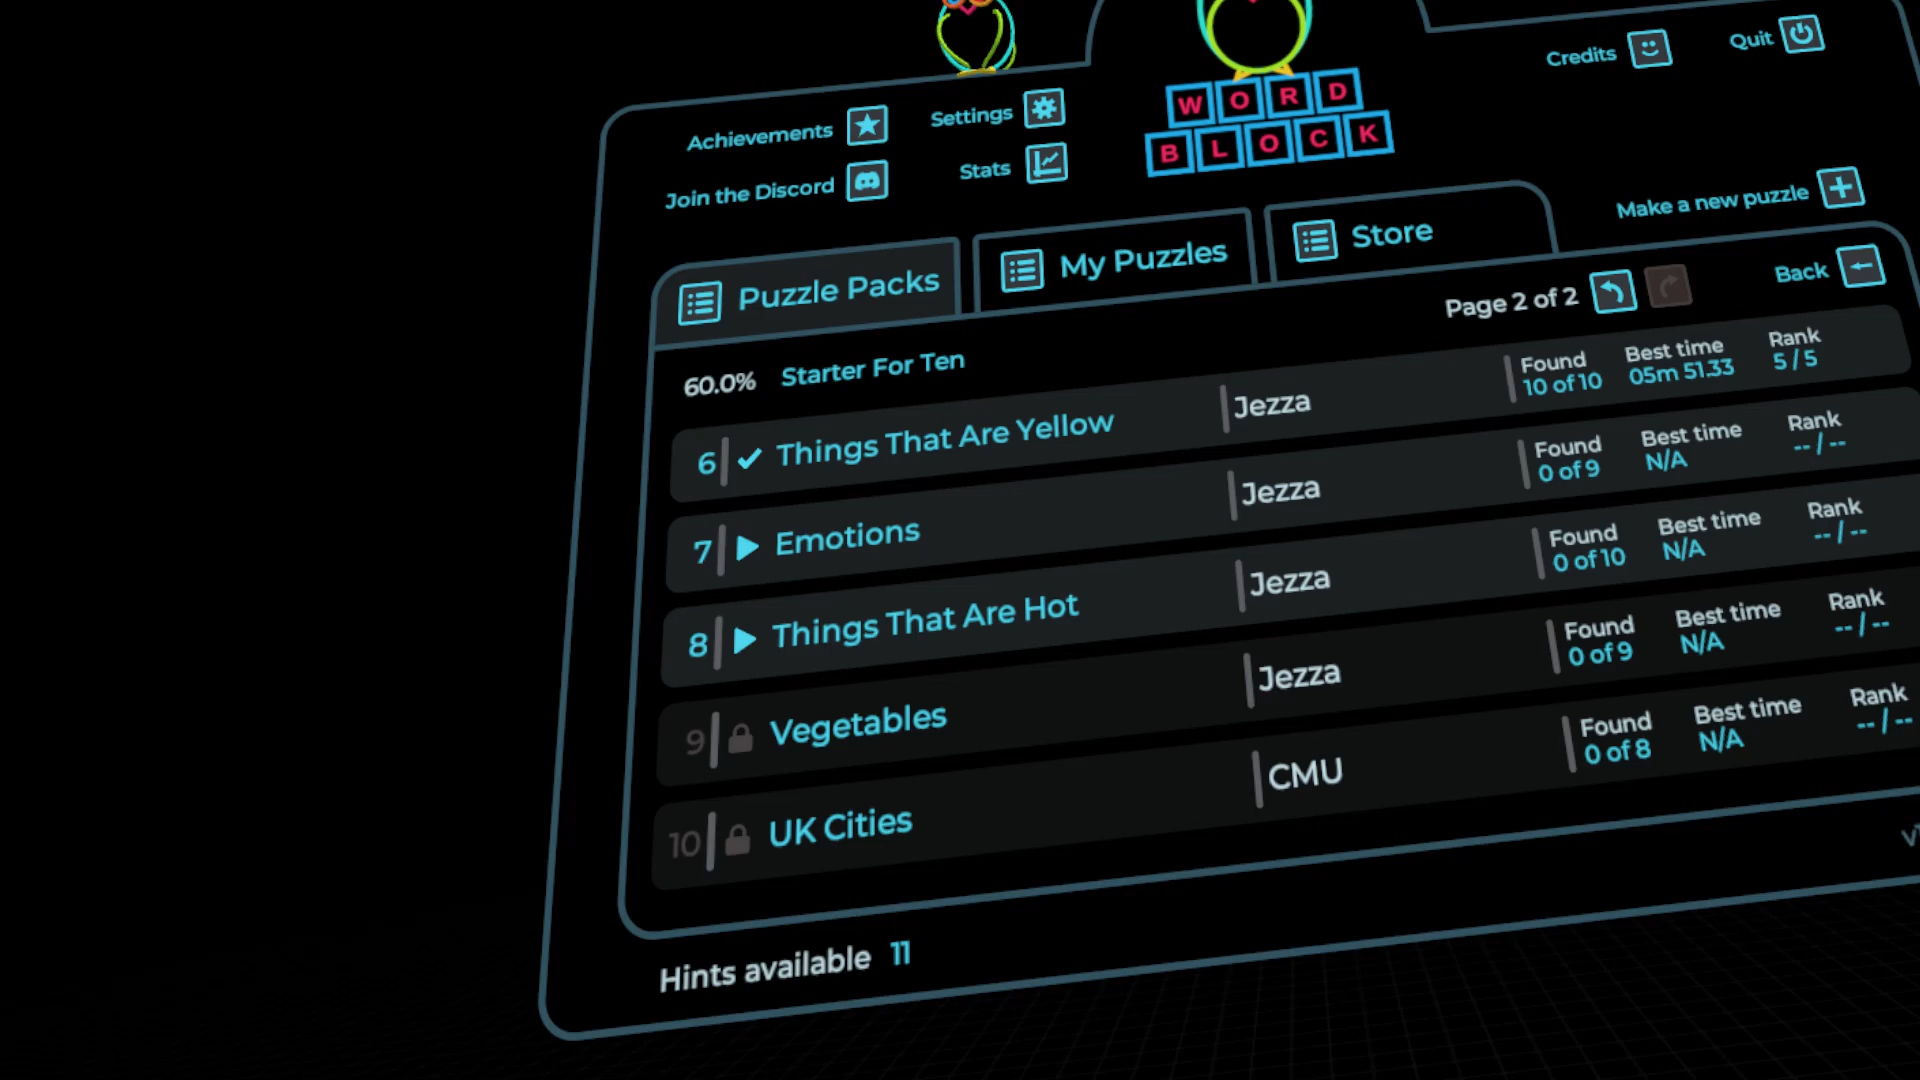 Achievements
Settings
Join the Discord
Stats
WORD
BLOCK
Credits
Quit
Make a new puzzle
Puzzle Packs
My Puzzles
Store
Page 2 of 2
Back
60.0% Starter For Ten
6 Things That Are Yellow Jezza Found 10 of 10 Best time 05m 51.33 Rank 5 / 5
7 Emotions Jezza Found 0 of 9 Best time N/A Rank -- / --
8 Things That Are Hot Jezza Found 0 of 10 Best time N/A Rank -- / --
9 Vegetables Jezza Found 0 of 9 Best time N/A Rank -- / --
10 UK Cities CMU Found 0 of 8 Best time N/A Rank -- / --
Hints available 11